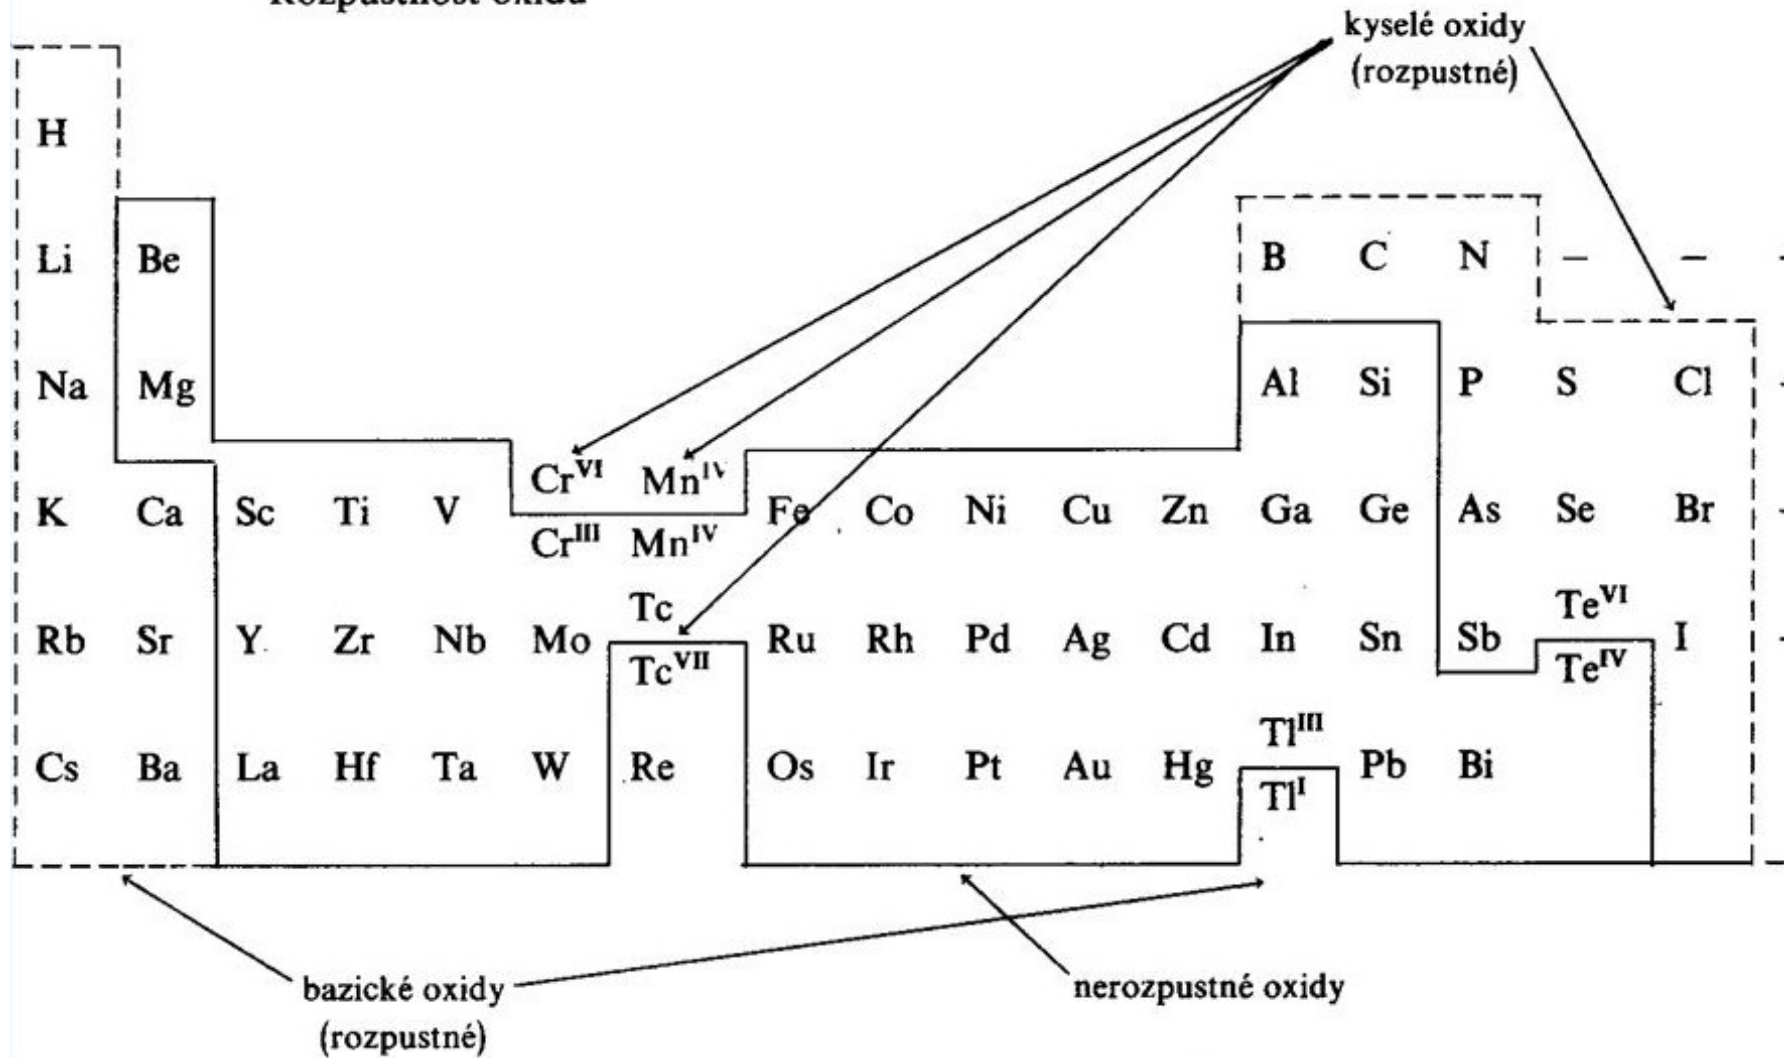 Rozpustnost oxidů
kyselé oxidy
(rozpustné)
H
Li Be B C N – – -
Na Mg Al Si P S Cl -
Cr^VI Mn^IV
K Ca Sc Ti V Fe Co Ni Cu Zn Ga Ge As Se Br -
Cr^III Mn^IV
Tc Te^VI
Rb Sr Y Zr Nb Mo Ru Rh Pd Ag Cd In Sn Sb I -
Tc^VII Te^IV
Tl^III
Cs Ba La Hf Ta W Re Os Ir Pt Au Hg Pb Bi
Tl^I
bazické oxidy
(rozpustné)
nerozpustné oxidy